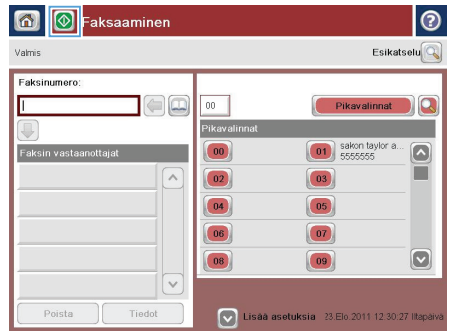 Faksaaminen
Valmis
Esikatselu
Faksinumero:
00
Pikavalinnat
Pikavalinnat
Faksin vastaanottajat
00
01 sakon taylor a...
5555555
02
03
04
05
06
07
08
09
Poista
Tiedot
Lisää asetuksia
23.Elo.2011 12:30:27 Iltapäivä